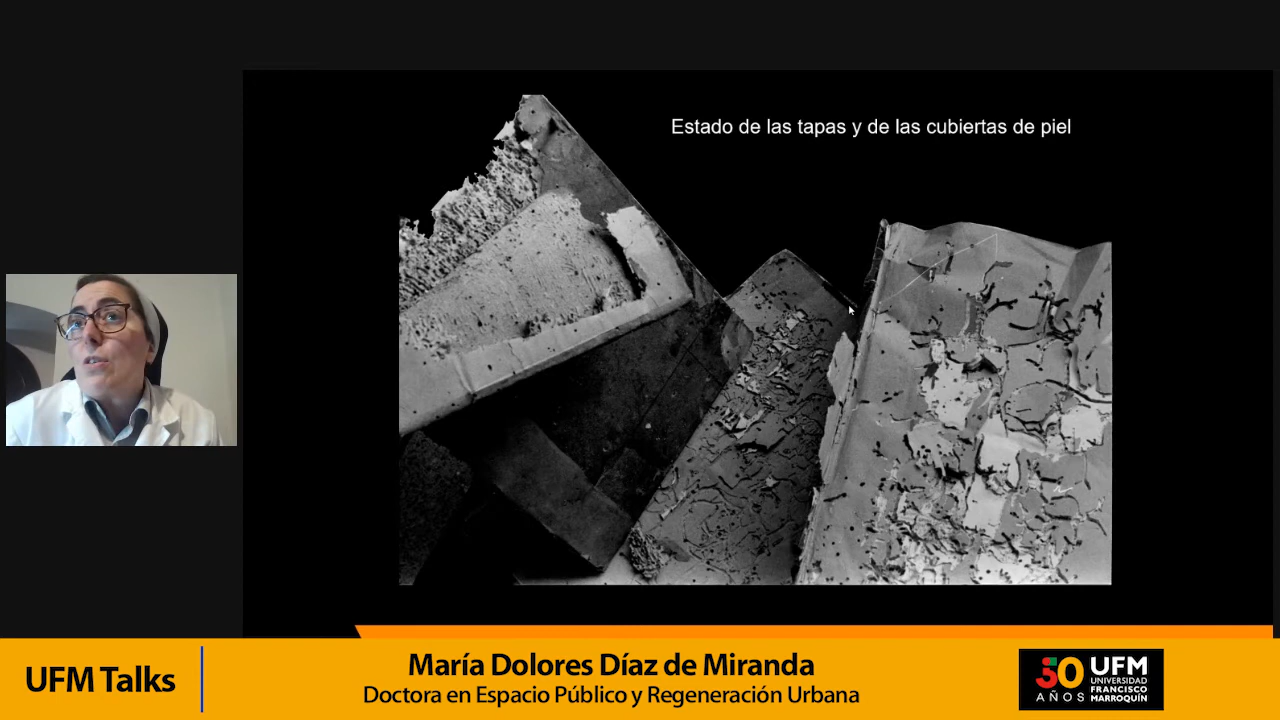 Estado de las tapas y de las cubiertas de piel
UFM Talks
María Dolores Díaz de Miranda
Doctora en Espacio Público y Regeneración Urbana
50
AÑOS
UFM
UNIVERSIDAD
FRANCISCO
MARROQUÍN